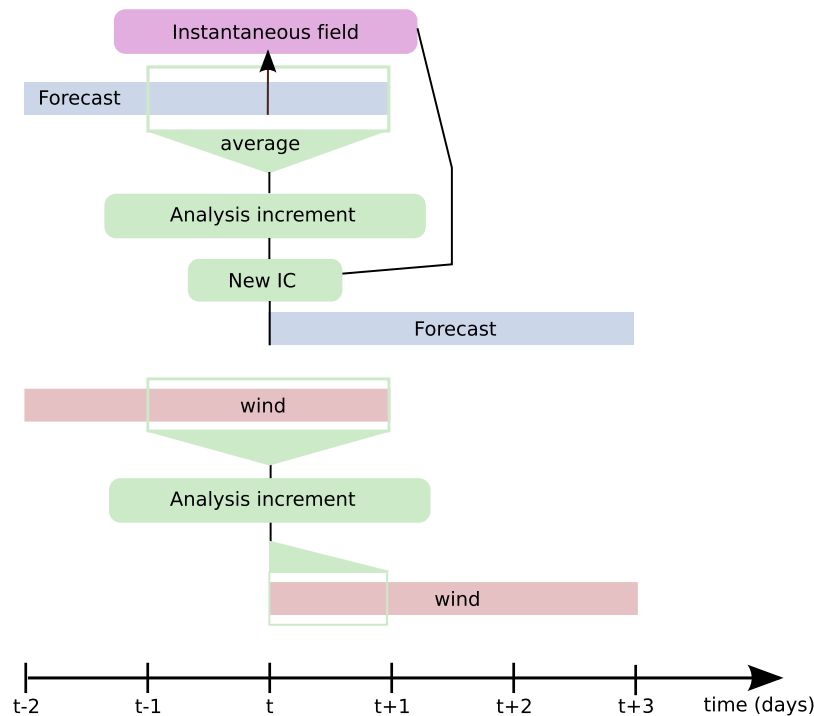 Instantaneous field
Forecast
average
Analysis increment
New IC
Forecast
wind
Analysis increment
wind
t-2 t-1 t t+1 t+2 t+3 time (days)